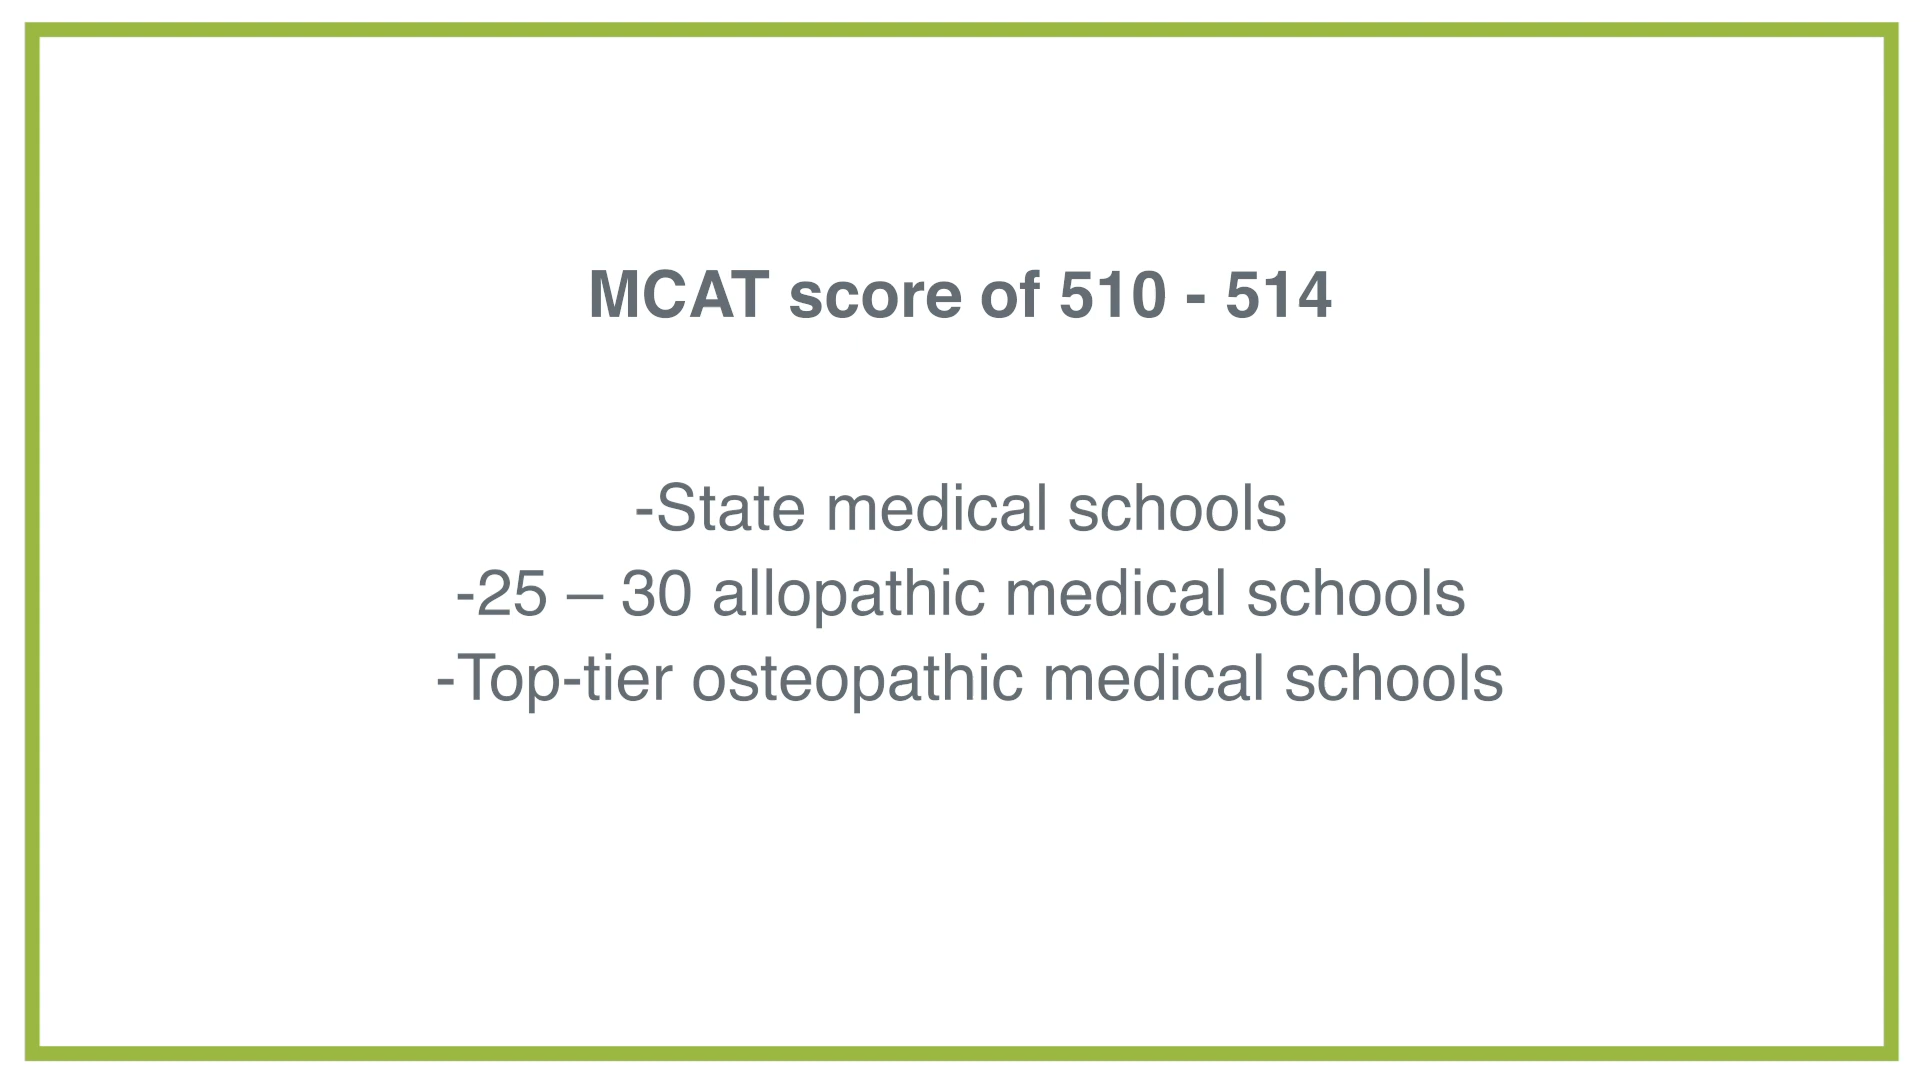 MCAT score of 510 - 514
-State medical schools
-25 – 30 allopathic medical schools
-Top-tier osteopathic medical schools